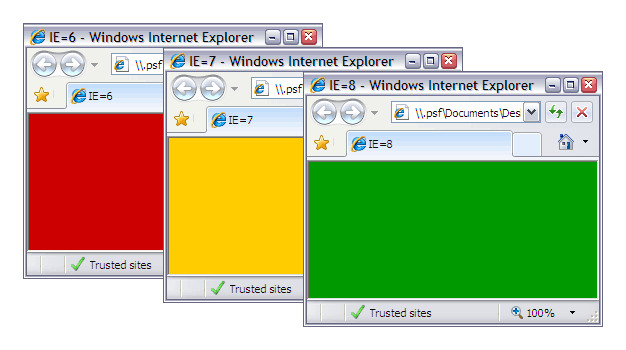 IE=6 - Windows Internet Explorer
\\.psf
IE=6
Trusted sites
IE=7 - Windows Internet Explorer
\\.psf
IE=7
Trusted sites
IE=8 - Windows Internet Explorer
\\.psf\Documents\Des
IE=8
Trusted sites
100%